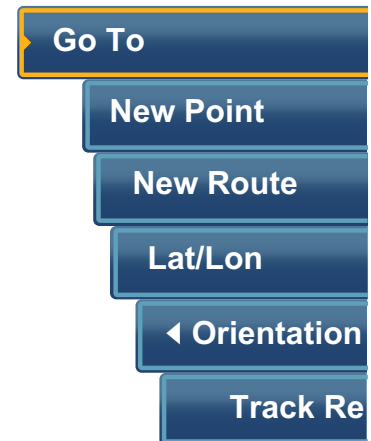 Go To
New Point
New Route
Lat/Lon
Orientation
Track Re